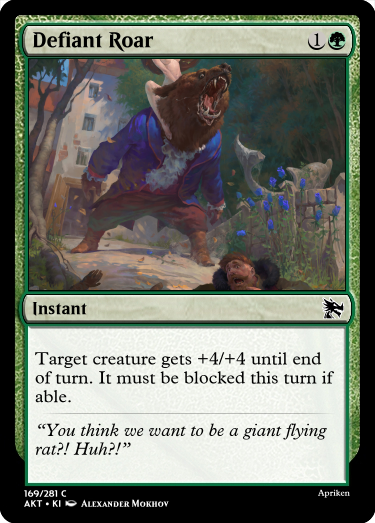 Defiant Roar 1
Instant
Target creature gets +4/+4 until end
of turn. It must be blocked this turn if
able.
“You think we want to be a giant flying
rat?! Huh?!”
169/281 C
Apriken
AKT • KI Alexander Mokhov